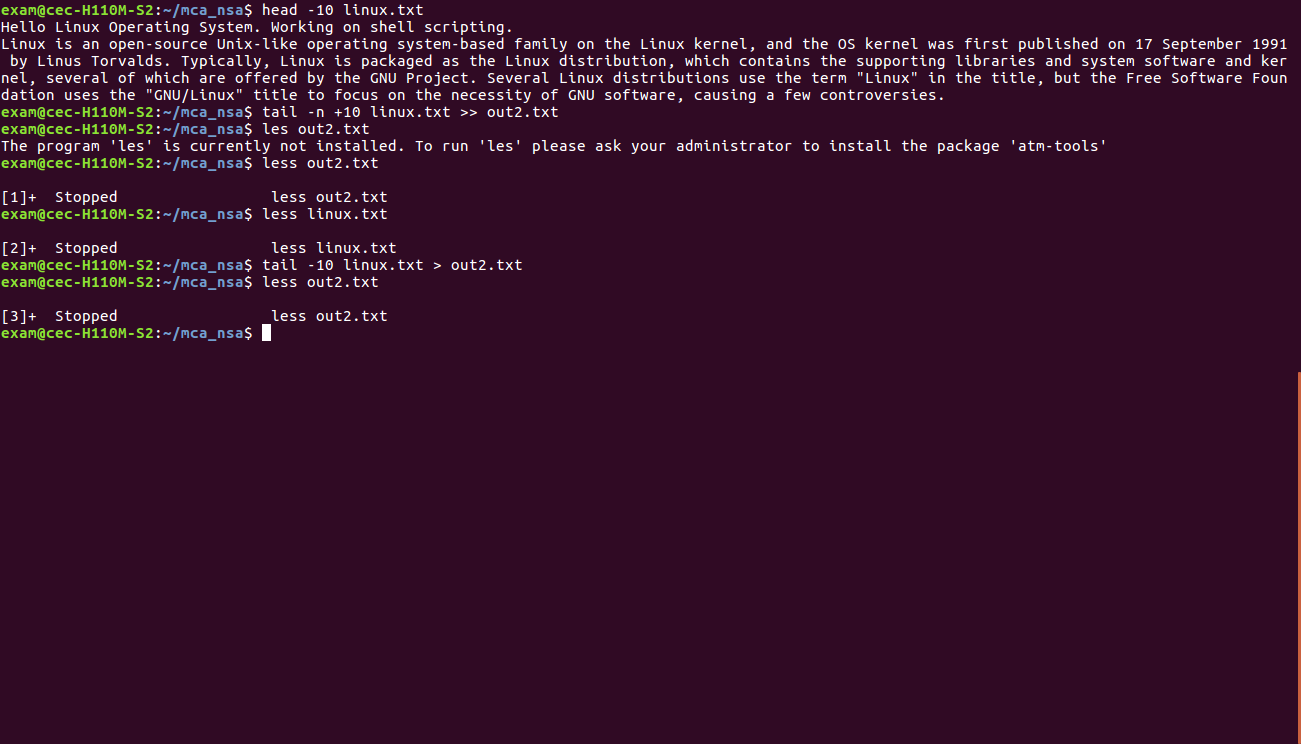 exam@cec-H110M-S2:~/mca_nsa$ head -10 linux.txt
Hello Linux Operating System. Working on shell scripting.
Linux is an open-source Unix-like operating system-based family on the Linux kernel, and the OS kernel was first published on 17 September 1991
 by Linus Torvalds. Typically, Linux is packaged as the Linux distribution, which contains the supporting libraries and system software and ker
nel, several of which are offered by the GNU Project. Several Linux distributions use the term "Linux" in the title, but the Free Software Foun
dation uses the "GNU/Linux" title to focus on the necessity of GNU software, causing a few controversies.
exam@cec-H110M-S2:~/mca_nsa$ tail -n +10 linux.txt >> out2.txt
exam@cec-H110M-S2:~/mca_nsa$ les out2.txt
The program 'les' is currently not installed. To run 'les' please ask your administrator to install the package 'atm-tools'
exam@cec-H110M-S2:~/mca_nsa$ less out2.txt
[1]+  Stopped                 less out2.txt
exam@cec-H110M-S2:~/mca_nsa$ less linux.txt
[2]+  Stopped                 less linux.txt
exam@cec-H110M-S2:~/mca_nsa$ tail -10 linux.txt > out2.txt
exam@cec-H110M-S2:~/mca_nsa$ less out2.txt
[3]+  Stopped                 less out2.txt
exam@cec-H110M-S2:~/mca_nsa$